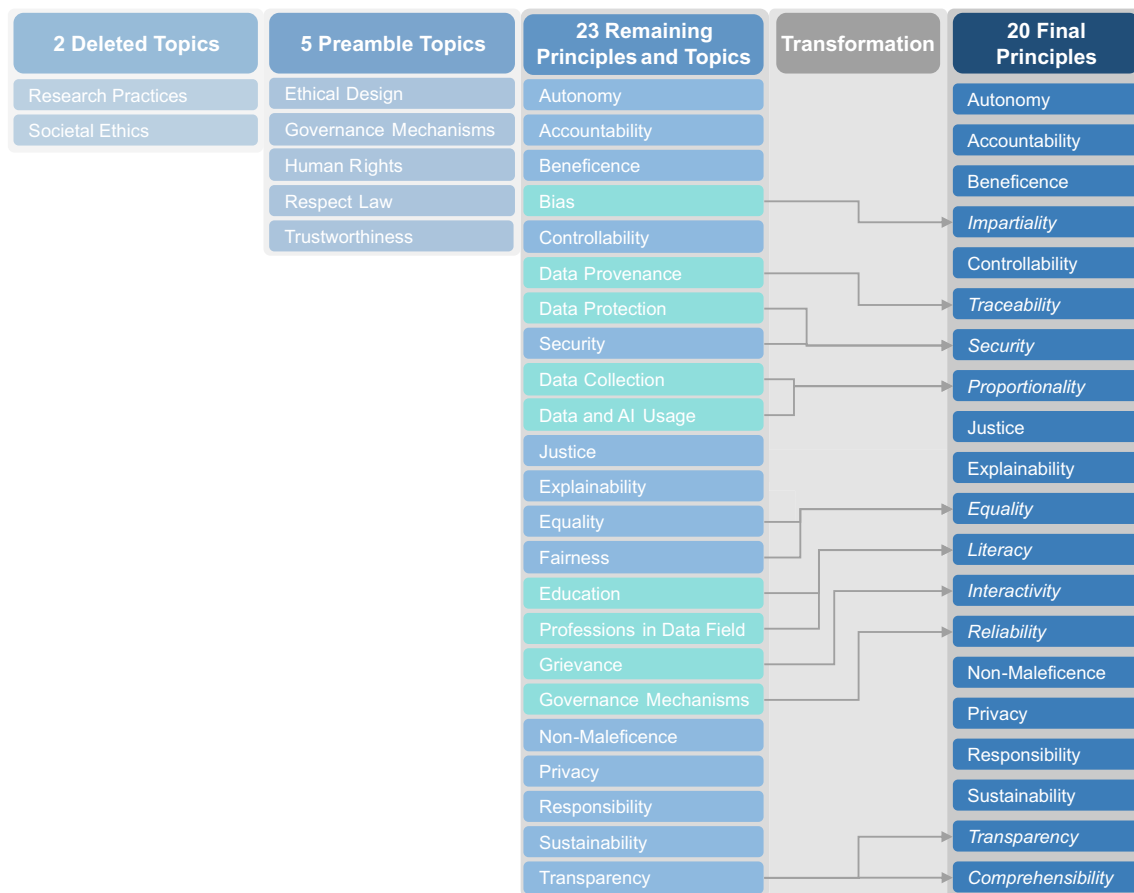 2 Deleted Topics
Research Practices
Societal Ethics
5 Preamble Topics
Ethical Design
Governance Mechanisms
Human Rights
Respect Law
Trustworthiness
23 Remaining
Principles and Topics
Autonomy
Accountability
Beneficence
Bias
Controllability
Data Provenance
Data Protection
Security
Data Collection
Data and AI Usage
Justice
Explainability
Equality
Fairness
Education
Professions in Data Field
Grievance
Governance Mechanisms
Non-Maleficence
Privacy
Responsibility
Sustainability
Transparency
Transformation
20 Final
Principles
Autonomy
Accountability
Beneficence
Impartiality
Controllability
Traceability
Security
Proportionality
Justice
Explainability
Equality
Literacy
Interactivity
Reliability
Non-Maleficence
Privacy
Responsibility
Sustainability
Transparency
Comprehensibility